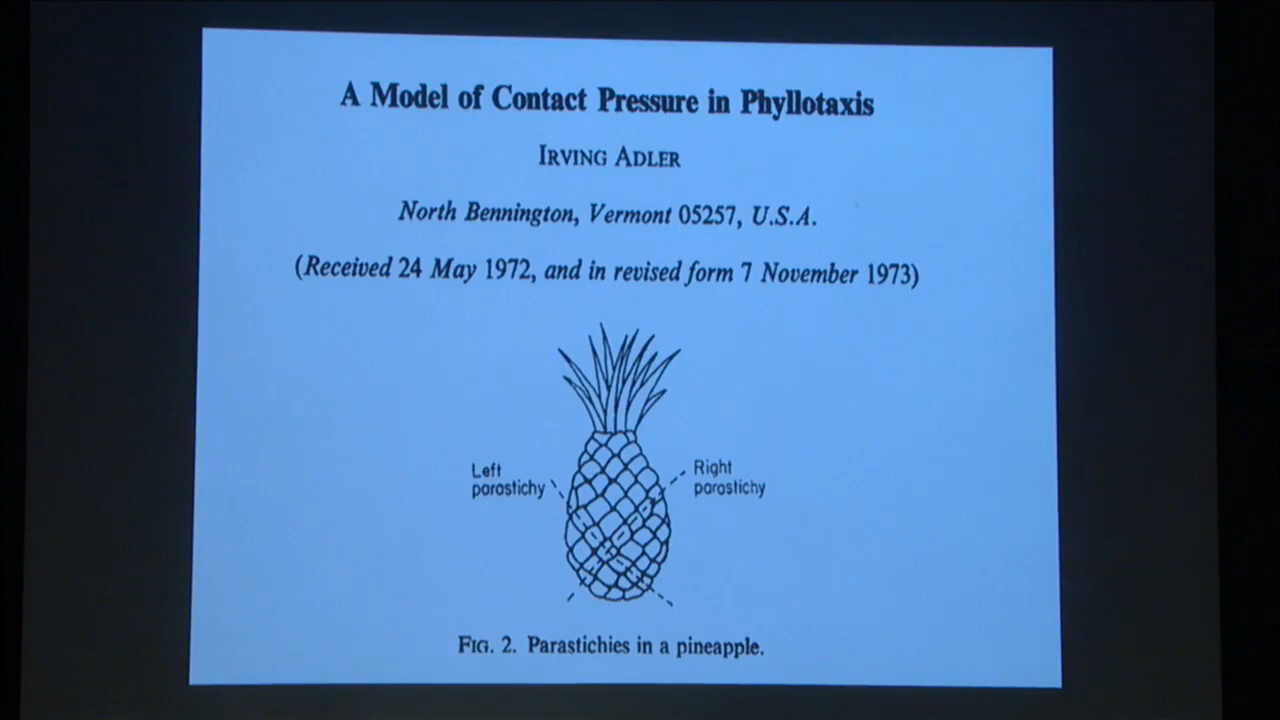 A Model of Contact Pressure in Phyllotaxis
IRVING ADLER
North Bennington, Vermont 05257, U.S.A.
(Received 24 May 1972, and in revised form 7 November 1973)
Left
parastichy
Right
parastichy
FIG. 2. Parastichies in a pineapple.